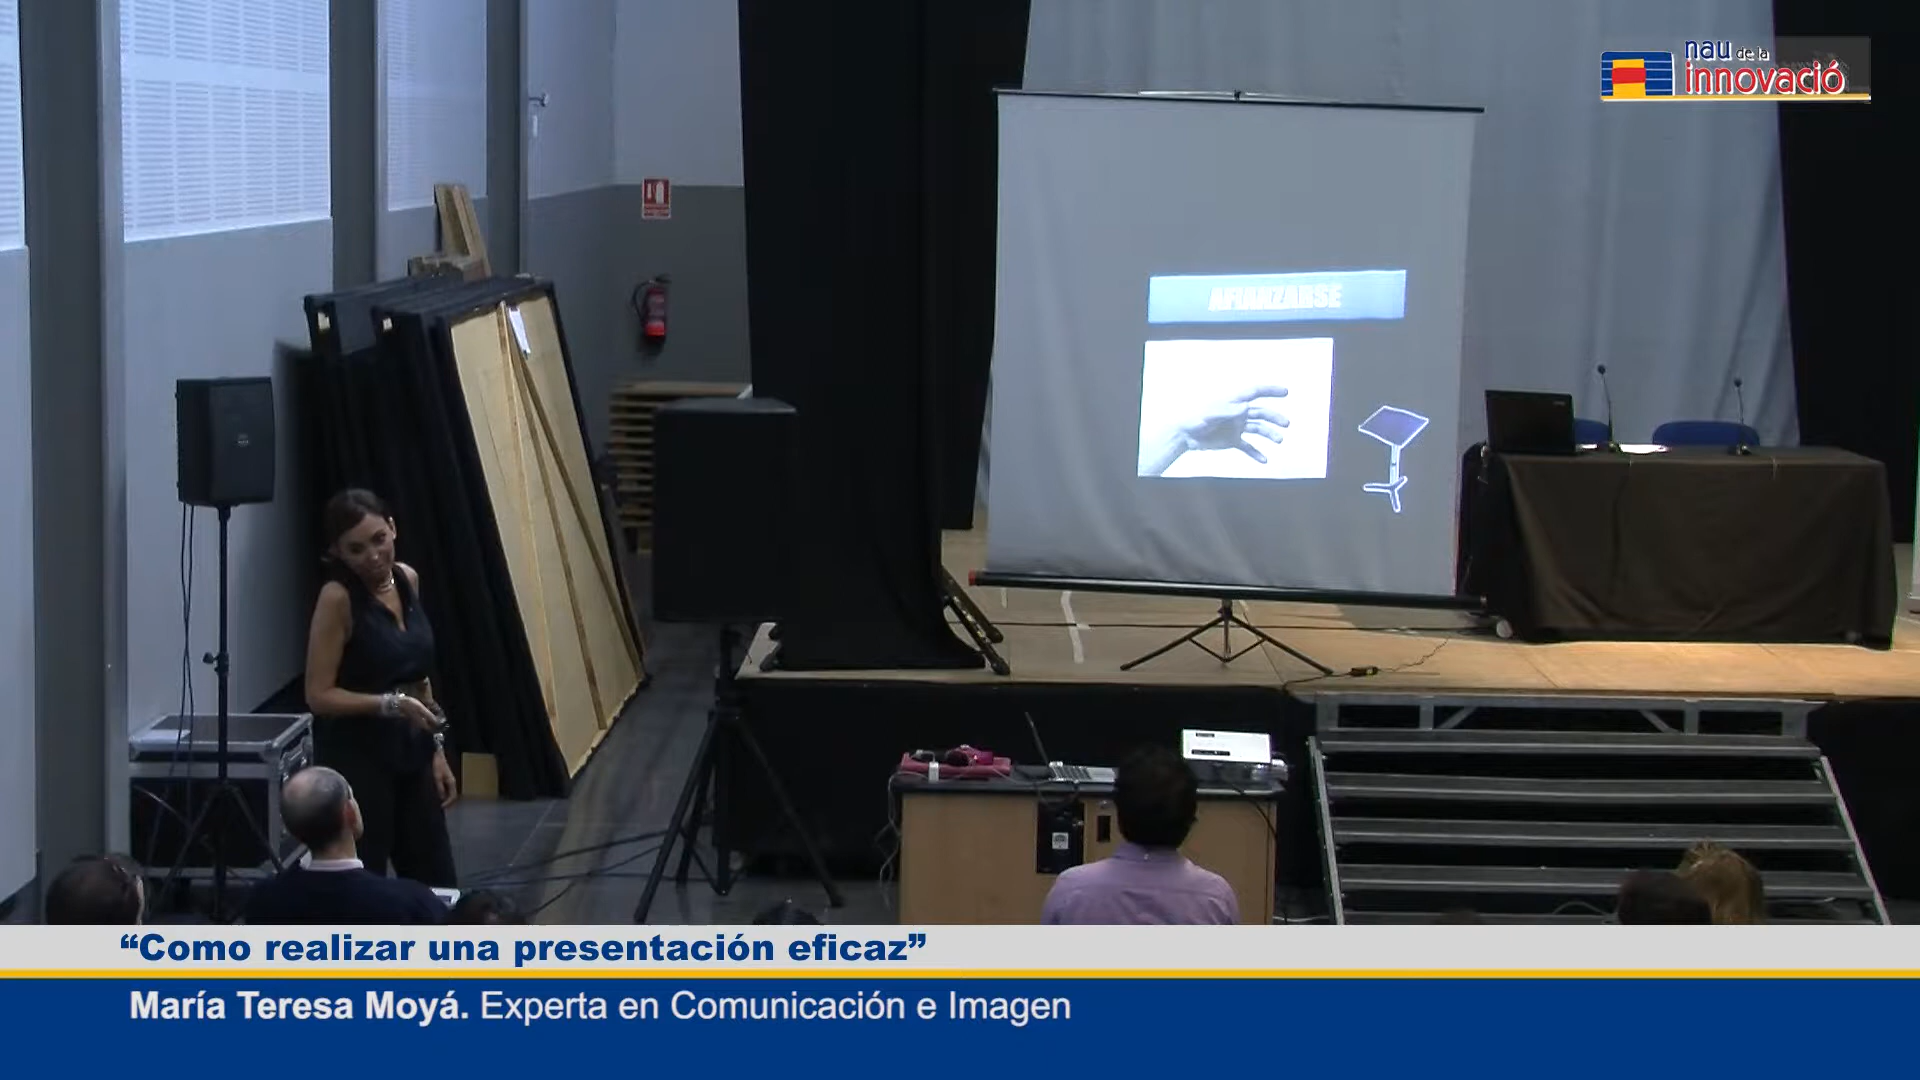 nau de la
innovació
AFIANZARSE
“Como realizar una presentación eficaz”
María Teresa Moyá. Experta en Comunicación e Imagen